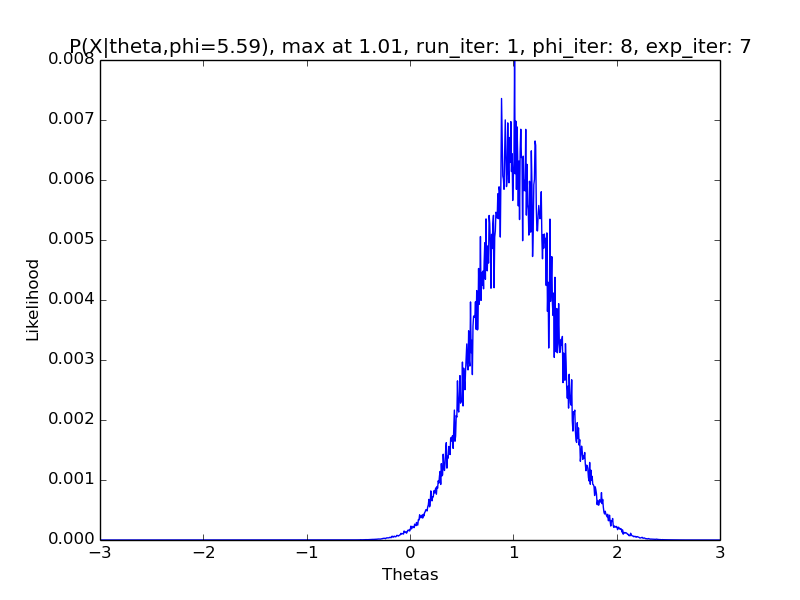 P(X|theta,phi=5.59), max at 1.01, run_iter: 1, phi_iter: 8, exp_iter: 7
0.008
0.007
0.006
0.005
0.004
0.003
0.002
0.001
0.000
Likelihood
−3 −2 −1 0 1 2 3
Thetas